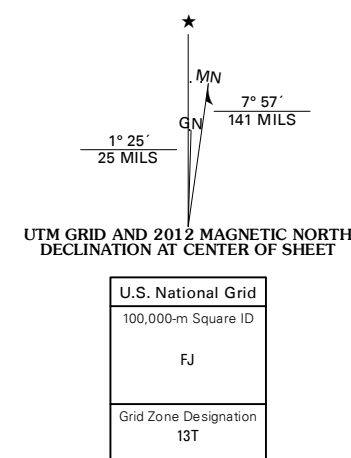 ★
MN
7° 57´
141 MILS
GN
1° 25´
25 MILS
UTM GRID AND 2012 MAGNETIC NORTH
DECLINATION AT CENTER OF SHEET
U.S. National Grid
100,000-m Square ID
FJ
Grid Zone Designation
13T